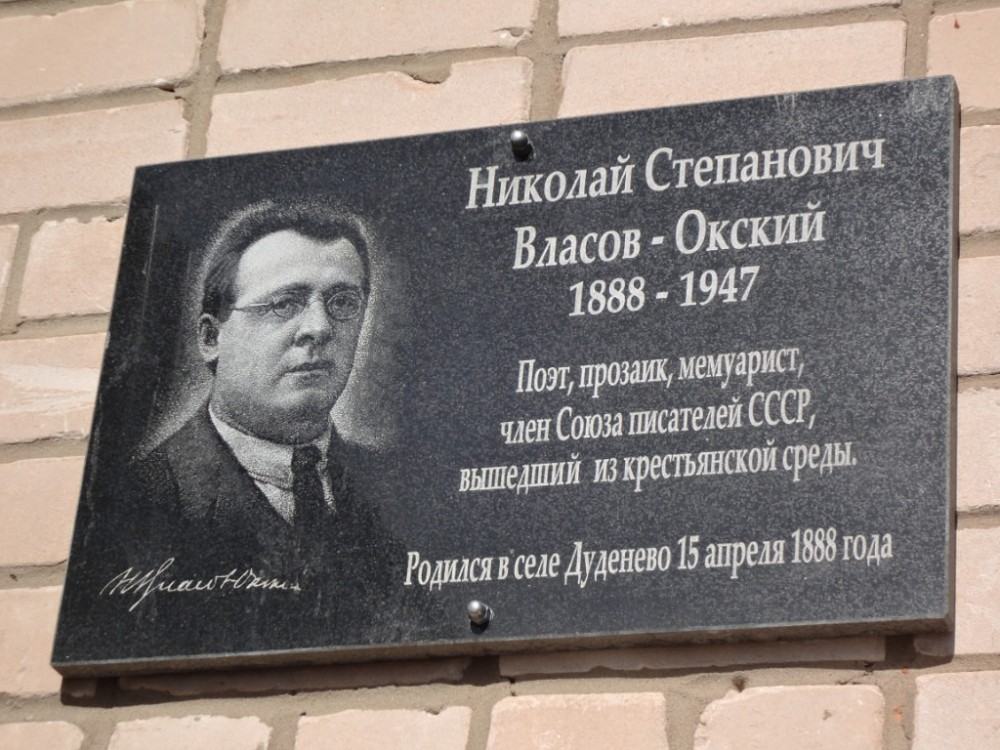 Николай Степанович
Власов - Окский
1888 - 1947
Поэт, прозаик, мемуарист,
член Союза писателей СССР,
вышедший из крестьянской среды.
Родился в селе Дуденево 15 апреля 1888 года